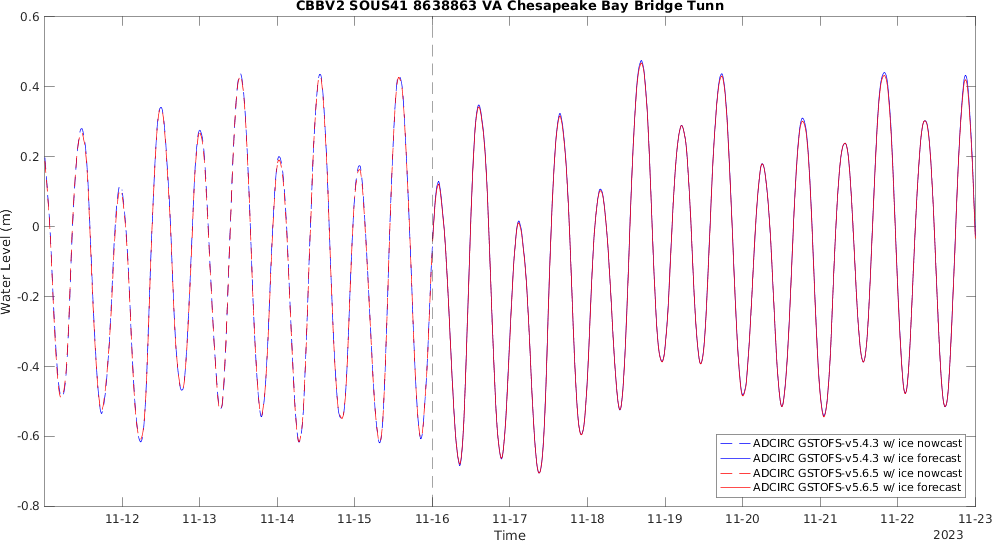 CBBV2 SOUS41 8638863 VA Chesapeake Bay Bridge Tunn
0.6
0.4
0.2
0
-0.2
-0.4
-0.6
-0.8
Water Level (m)
ADCIRC GSTOFS-v5.4.3 w/ ice nowcast
ADCIRC GSTOFS-v5.4.3 w/ ice forecast
ADCIRC GSTOFS-v5.6.5 w/ ice nowcast
ADCIRC GSTOFS-v5.6.5 w/ ice forecast
11-12 11-13 11-14 11-15 11-16 11-17 11-18 11-19 11-20 11-21 11-22 11-23
Time
2023